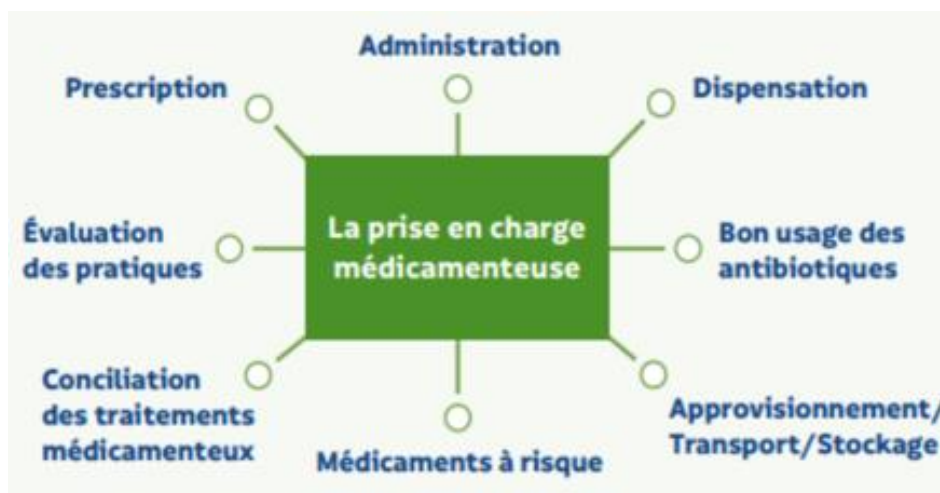 Administration
Prescription
Dispensation
La prise en charge
médicamenteuse
Évaluation
des pratiques
Bon usage des
antibiotiques
Conciliation
des traitements
médicamenteux
Médicaments à risque
Approvisionnement/
Transport/Stockage